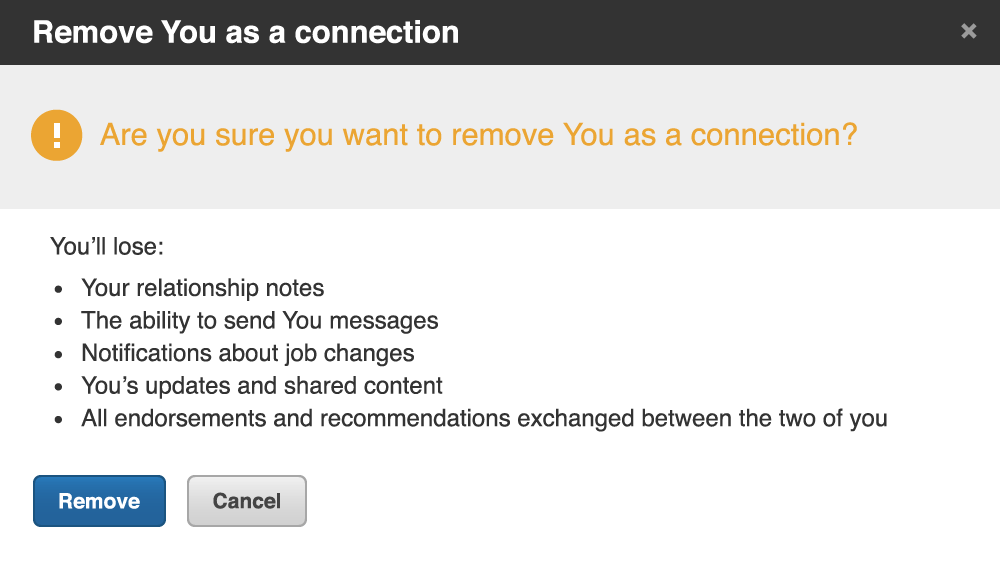 Remove You as a connection
Are you sure you want to remove You as a connection?
You’ll lose:
• Your relationship notes
• The ability to send You messages
• Notifications about job changes
• You’s updates and shared content
• All endorsements and recommendations exchanged between the two of you
Remove
Cancel